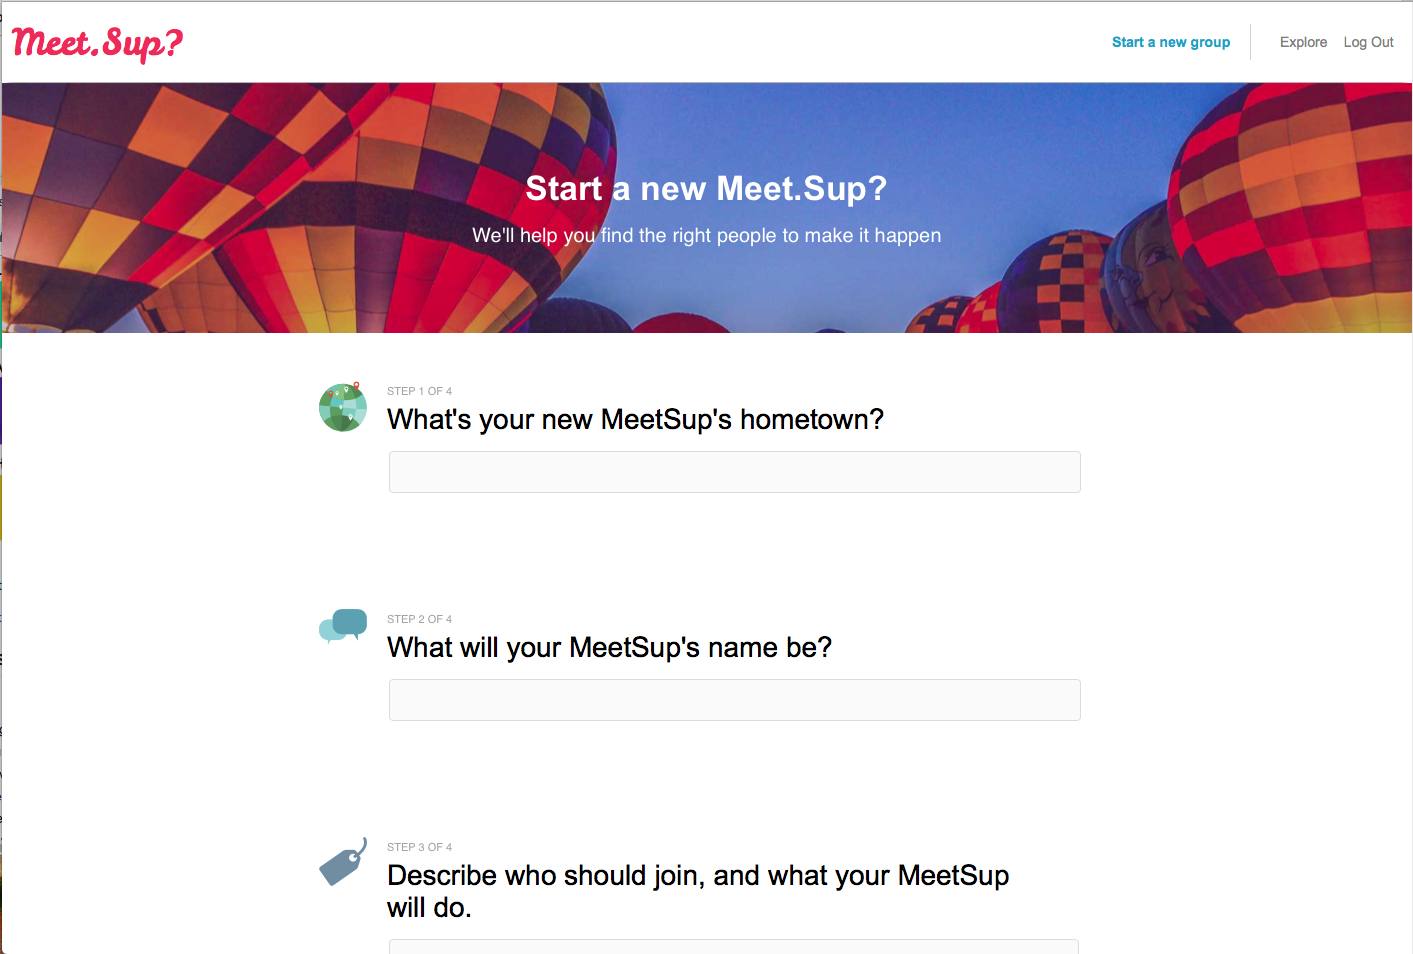 Meet.Sup?
Start a new group
Explore
Log Out
Start a new Meet.Sup?
We'll help you find the right people to make it happen
STEP 1 OF 4
What's your new MeetSup's hometown?
STEP 2 OF 4
What will your MeetSup's name be?
STEP 3 OF 4
Describe who should join, and what your MeetSup
will do.